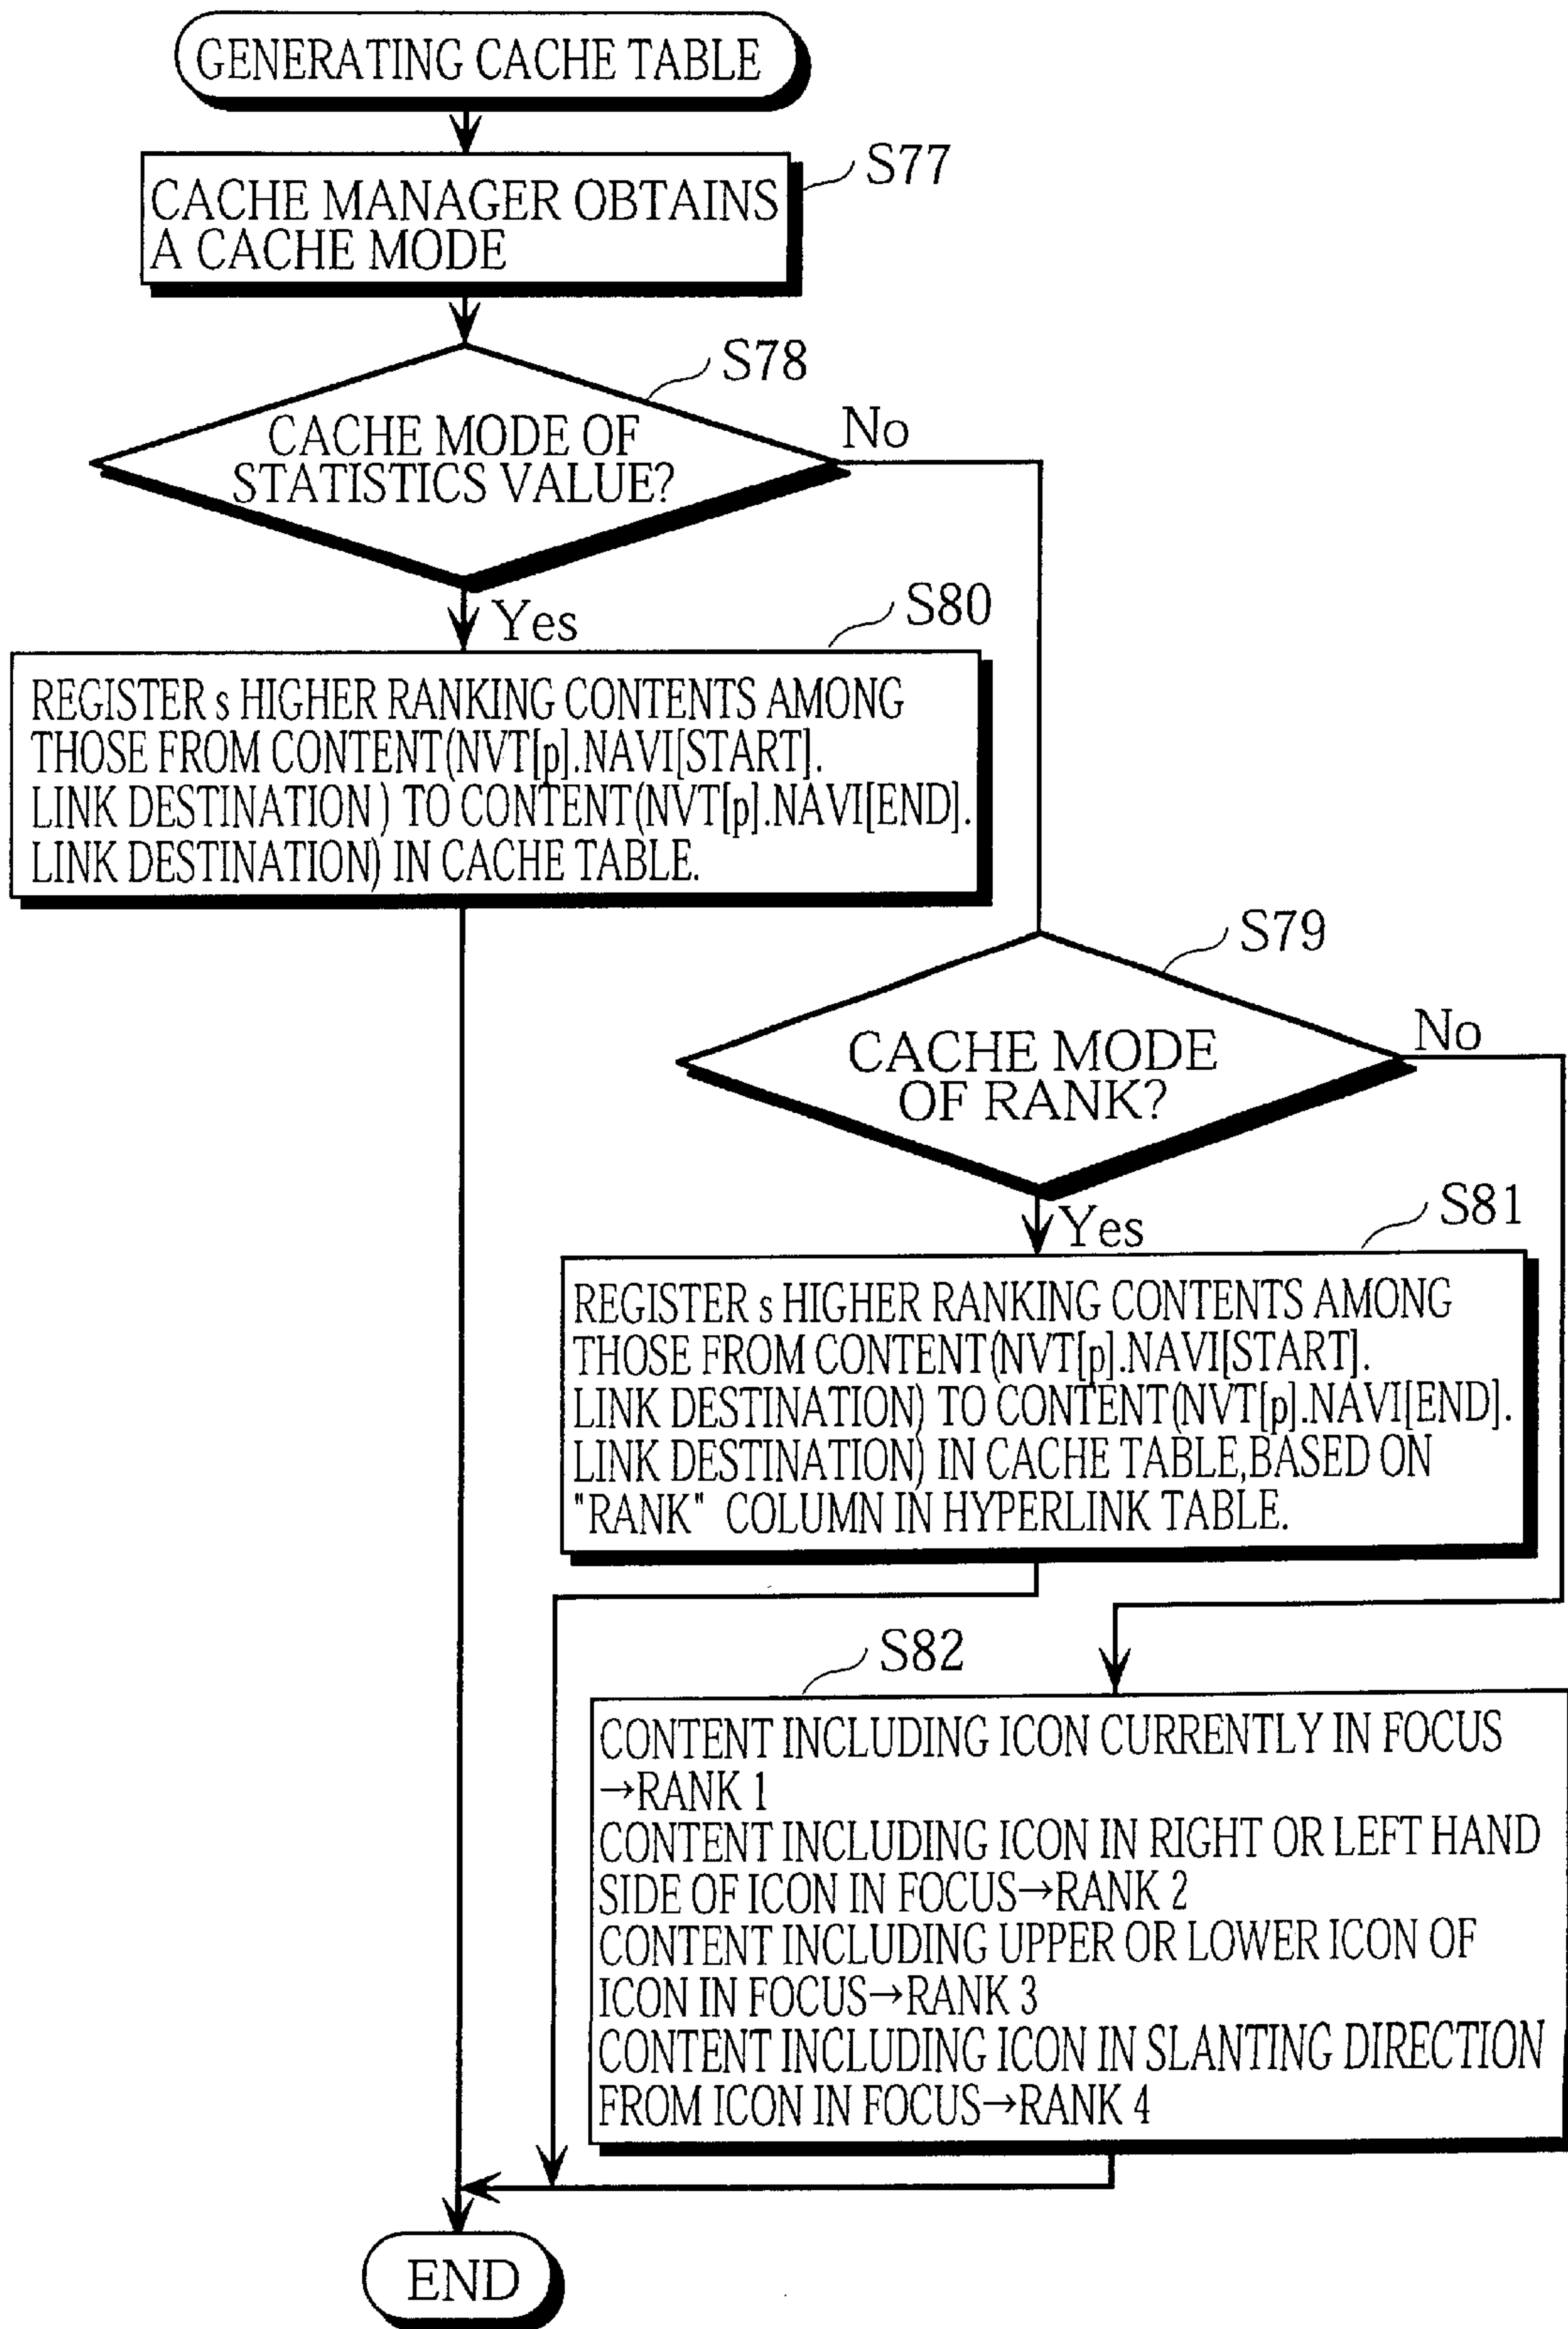 GENERATING CACHE TABLE
S77
CACHE MANAGER OBTAINS
A CACHE MODE
S78
CACHE MODE OF
STATISTICS VALUE?
No
Yes
S80
REGISTER s HIGHER RANKING CONTENTS AMONG
THOSE FROM CONTENT(NVT[p].NAVI[START].
LINK DESTINATION ) TO CONTENT(NVT[p].NAVI[END].
LINK DESTINATION) IN CACHE TABLE.
S79
CACHE MODE
OF RANK?
No
Yes
S81
REGISTER s HIGHER RANKING CONTENTS AMONG
THOSE FROM CONTENT(NVT[p].NAVI[START].
LINK DESTINATION) TO CONTENT(NVT[p].NAVI[END].
LINK DESTINATION) IN CACHE TABLE,BASED ON
"RANK" COLUMN IN HYPERLINK TABLE.
S82
CONTENT INCLUDING ICON CURRENTLY IN FOCUS
→RANK 1
CONTENT INCLUDING ICON IN RIGHT OR LEFT HAND
SIDE OF ICON IN FOCUS→RANK 2
CONTENT INCLUDING UPPER OR LOWER ICON OF
ICON IN FOCUS→RANK 3
CONTENT INCLUDING ICON IN SLANTING DIRECTION
FROM ICON IN FOCUS→RANK 4
END